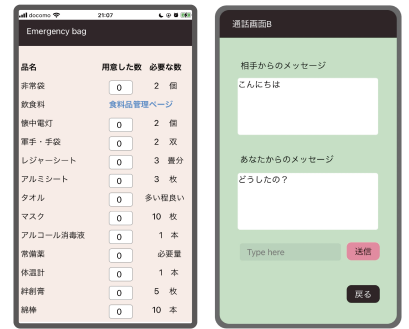 docomo 21:07
Emergency bag
品名 用意した数 必要な数
非常袋 0 2 個
飲食料 食料品管理ページ
懐中電灯 0 2 個
軍手・手袋 0 2 双
レジャーシート 0 3 畳分
アルミシート 0 3 枚
タオル 0 多い程良い
マスク 0 10 枚
アルコール消毒液 0 1 本
常備薬 0 必要量
体温計 0 1 本
絆創膏 0 5 枚
綿棒 0 10 本
通話画面B
相手からのメッセージ
こんにちは
あなたからのメッセージ
どうしたの？
Type here 送信
戻る